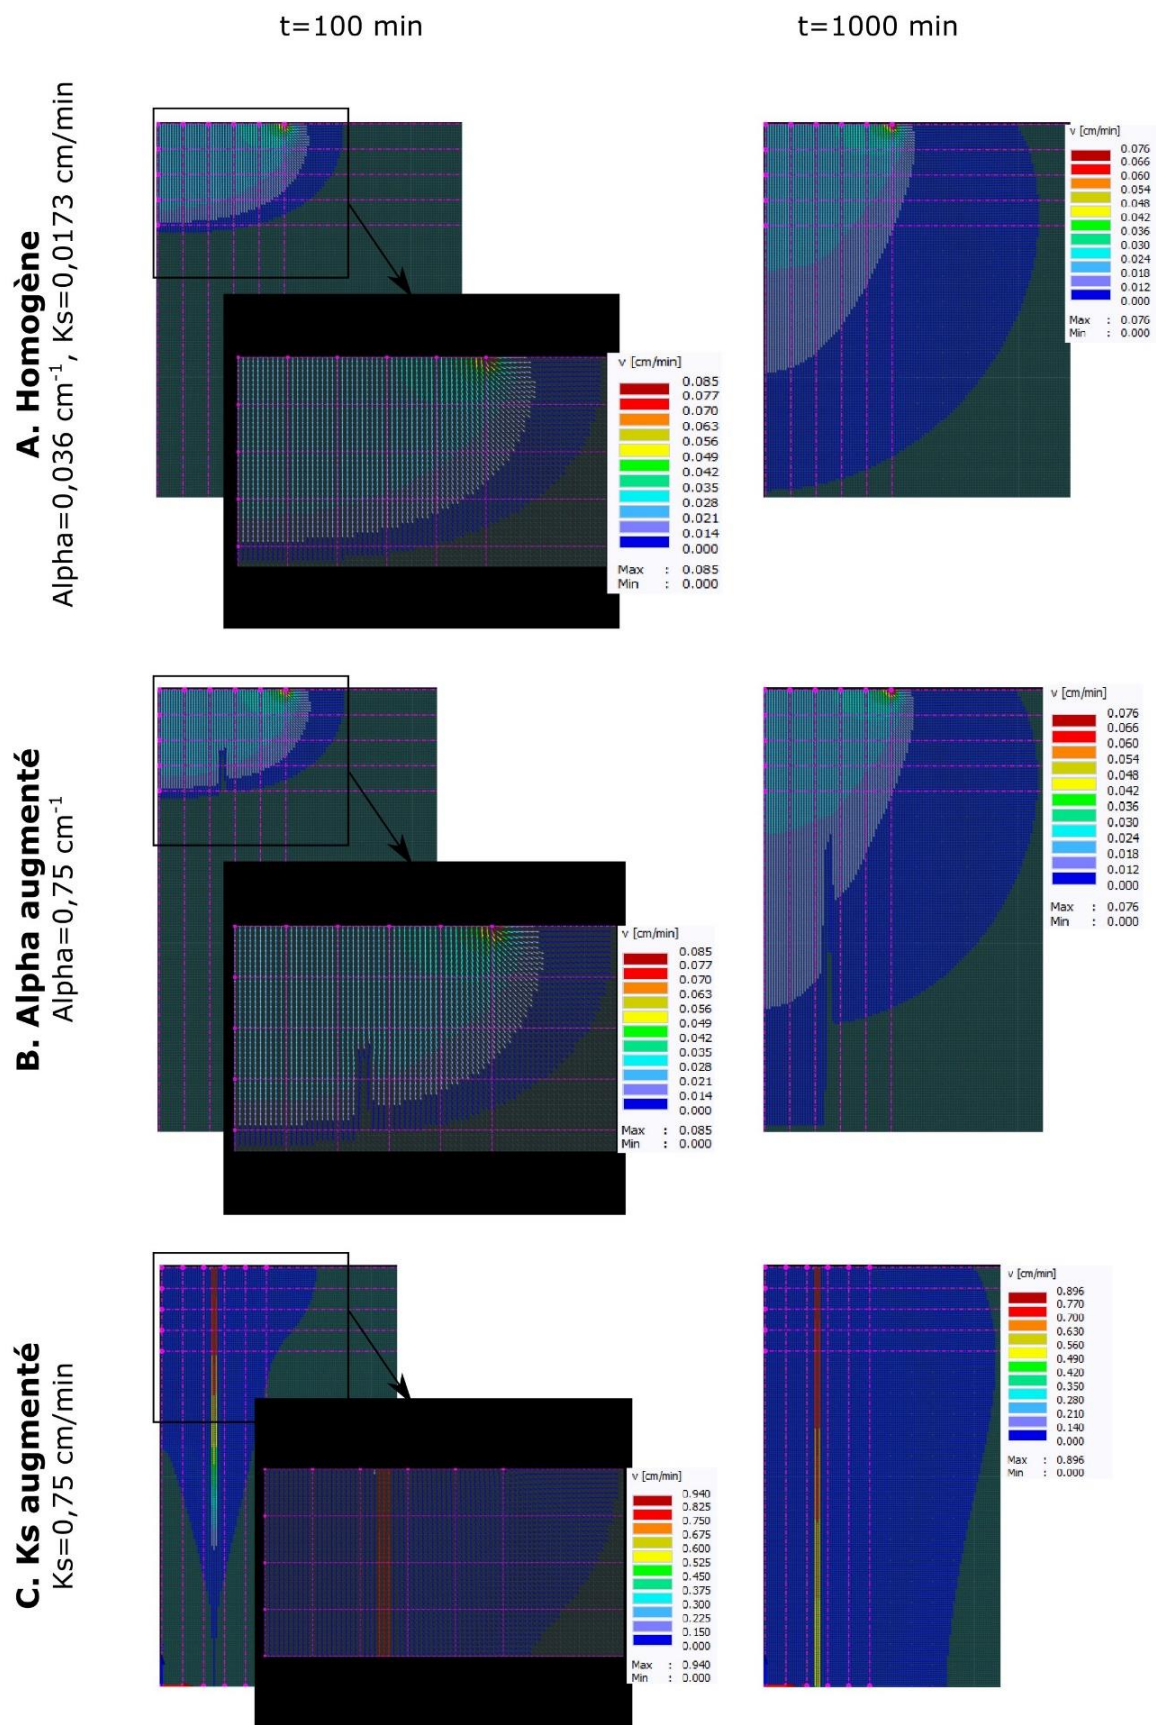 t=100 min
t=1000 min
A. Homogène
Alpha=0,036 cm⁻¹, Ks=0,0173 cm/min
v [cm/min]
0.085
0.077
0.070
0.063
0.056
0.049
0.042
0.035
0.028
0.021
0.014
0.000
Max : 0.085
Min : 0.000
v [cm/min]
0.076
0.066
0.060
0.054
0.048
0.042
0.036
0.030
0.024
0.018
0.012
0.000
Max : 0.076
Min : 0.000
B. Alpha augmenté
Alpha=0,75 cm⁻¹
v [cm/min]
0.085
0.077
0.070
0.063
0.056
0.049
0.042
0.035
0.028
0.021
0.014
0.000
Max : 0.085
Min : 0.000
v [cm/min]
0.076
0.066
0.060
0.054
0.048
0.042
0.036
0.030
0.024
0.018
0.012
0.000
Max : 0.076
Min : 0.000
C. Ks augmenté
Ks=0,75 cm/min
v [cm/min]
0.940
0.825
0.750
0.675
0.600
0.525
0.450
0.375
0.300
0.225
0.150
0.000
Max : 0.940
Min : 0.000
v [cm/min]
0.896
0.770
0.700
0.630
0.560
0.490
0.420
0.350
0.280
0.210
0.140
0.000
Max : 0.896
Min : 0.000